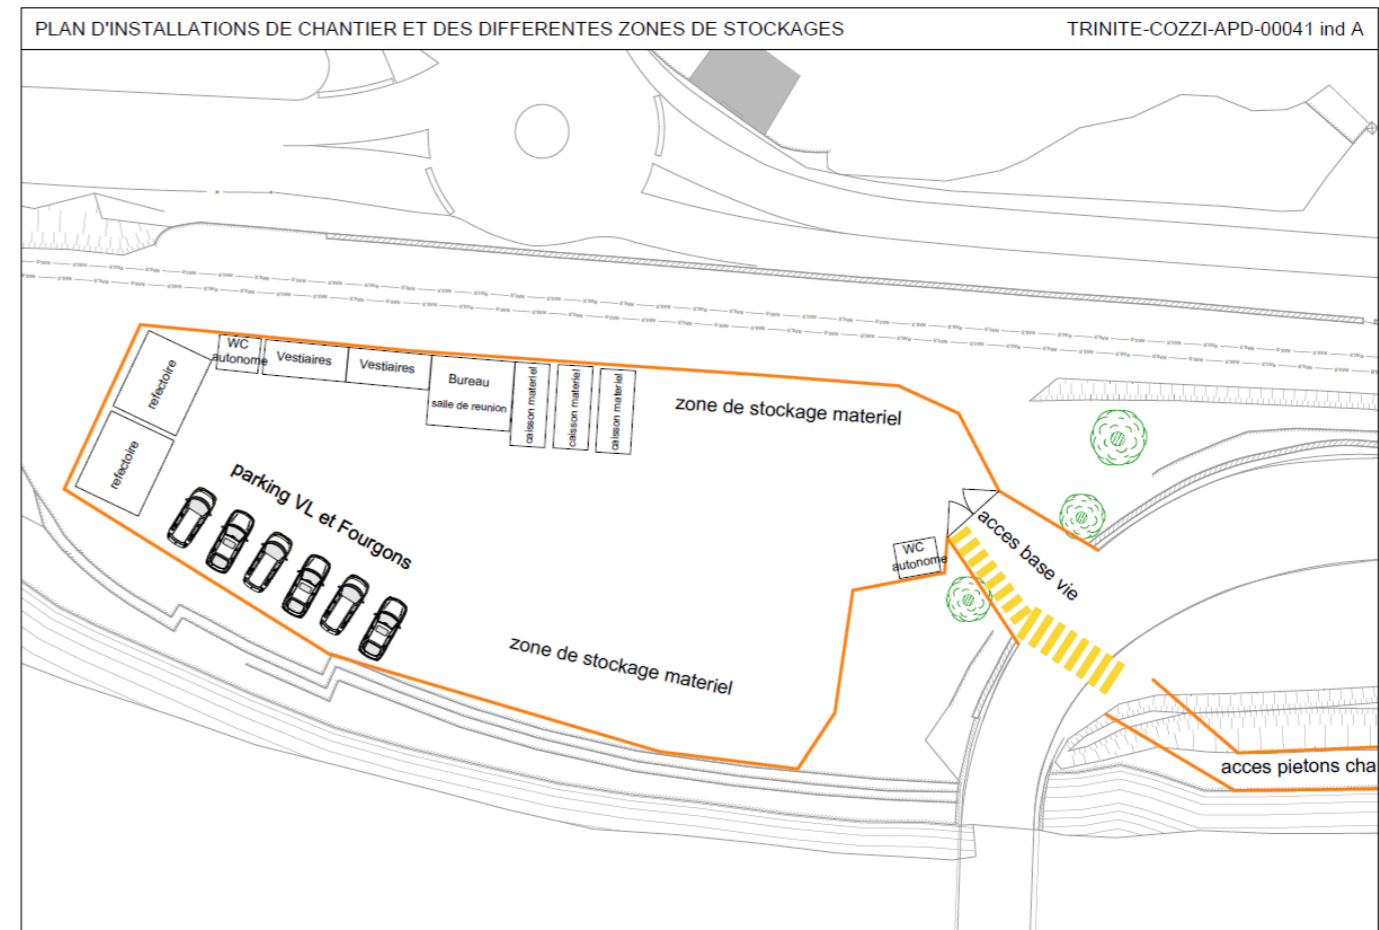 PLAN D'INSTALLATIONS DE CHANTIER ET DES DIFFERENTES ZONES DE STOCKAGES
TRINITE-COZZI-APD-00041 ind A
WC
autonome
Vestiaires
Vestiaires
Bureau
salle de reunion
caisson materiel
caisson materiel
caisson materiel
refectoire
refectoire
zone de stockage materiel
parking VL et Fourgons
acces base vie
WC
autonome
zone de stockage materiel
acces pietons cha